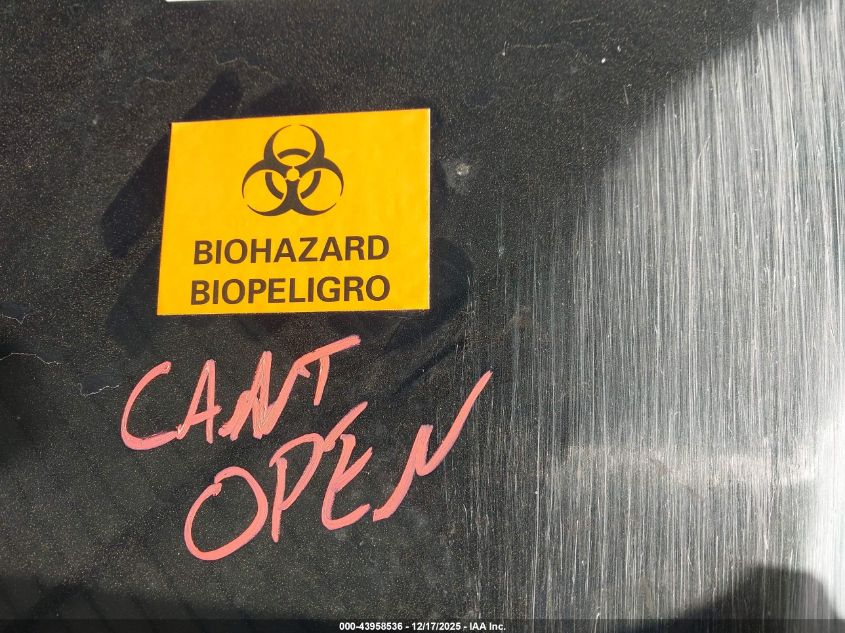 BIOHAZARD
BIOPELIGRO
CANT
OPEN
000-43958536 - 12/17/2025 - IAA Inc.